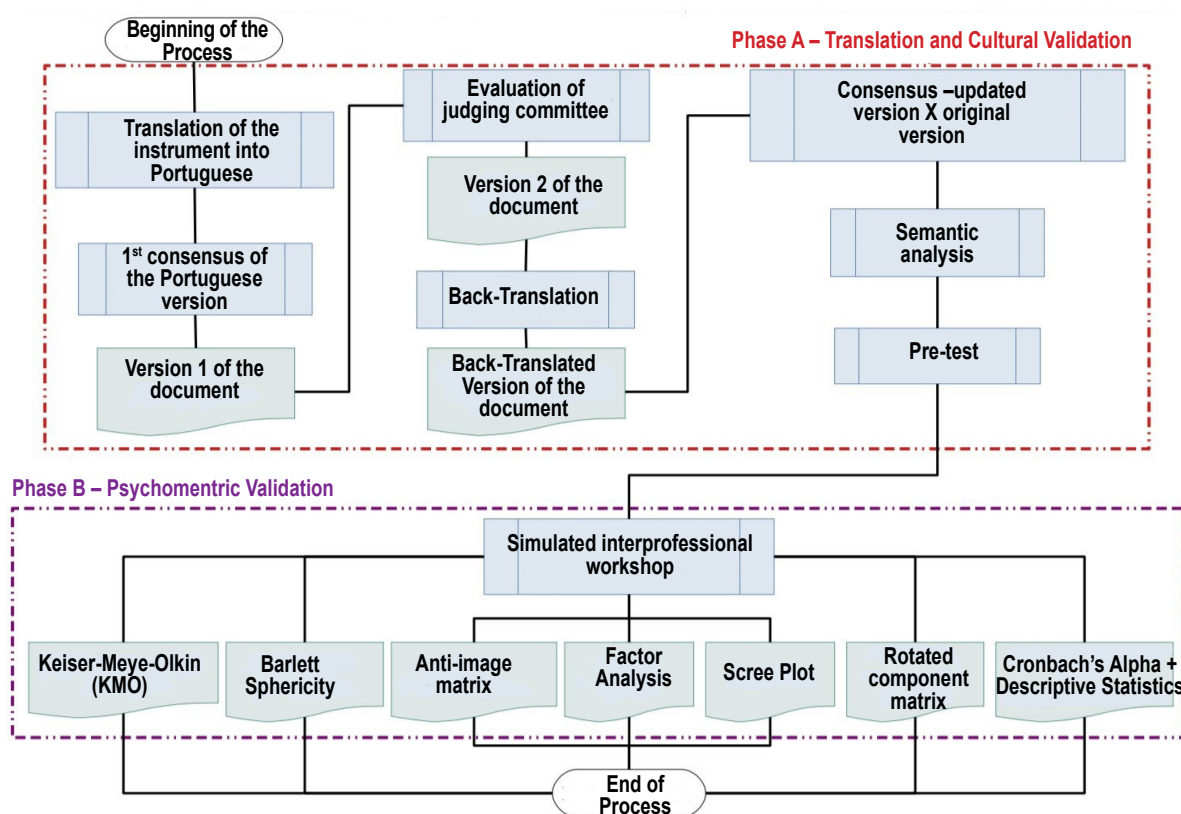 Beginning of the
Process
Phase A – Translation and Cultural Validation
Translation of the
instrument into
Portuguese
1st consensus of
the Portuguese
version
Version 1 of the
document
Evaluation of
judging committee
Version 2 of the
document
Back-Translation
Back-Translated
Version of the
document
Consensus –updated
version X original
version
Semantic
analysis
Pre-test
Phase B – Psychomentric Validation
Simulated interprofessional
workshop
Keiser-Meye-Olkin
(KMO)
Barlett
Sphericity
Anti-image
matrix
Factor
Analysis
Scree Plot
Rotated
component
matrix
Cronbach's Alpha +
Descriptive Statistics
End of
Process